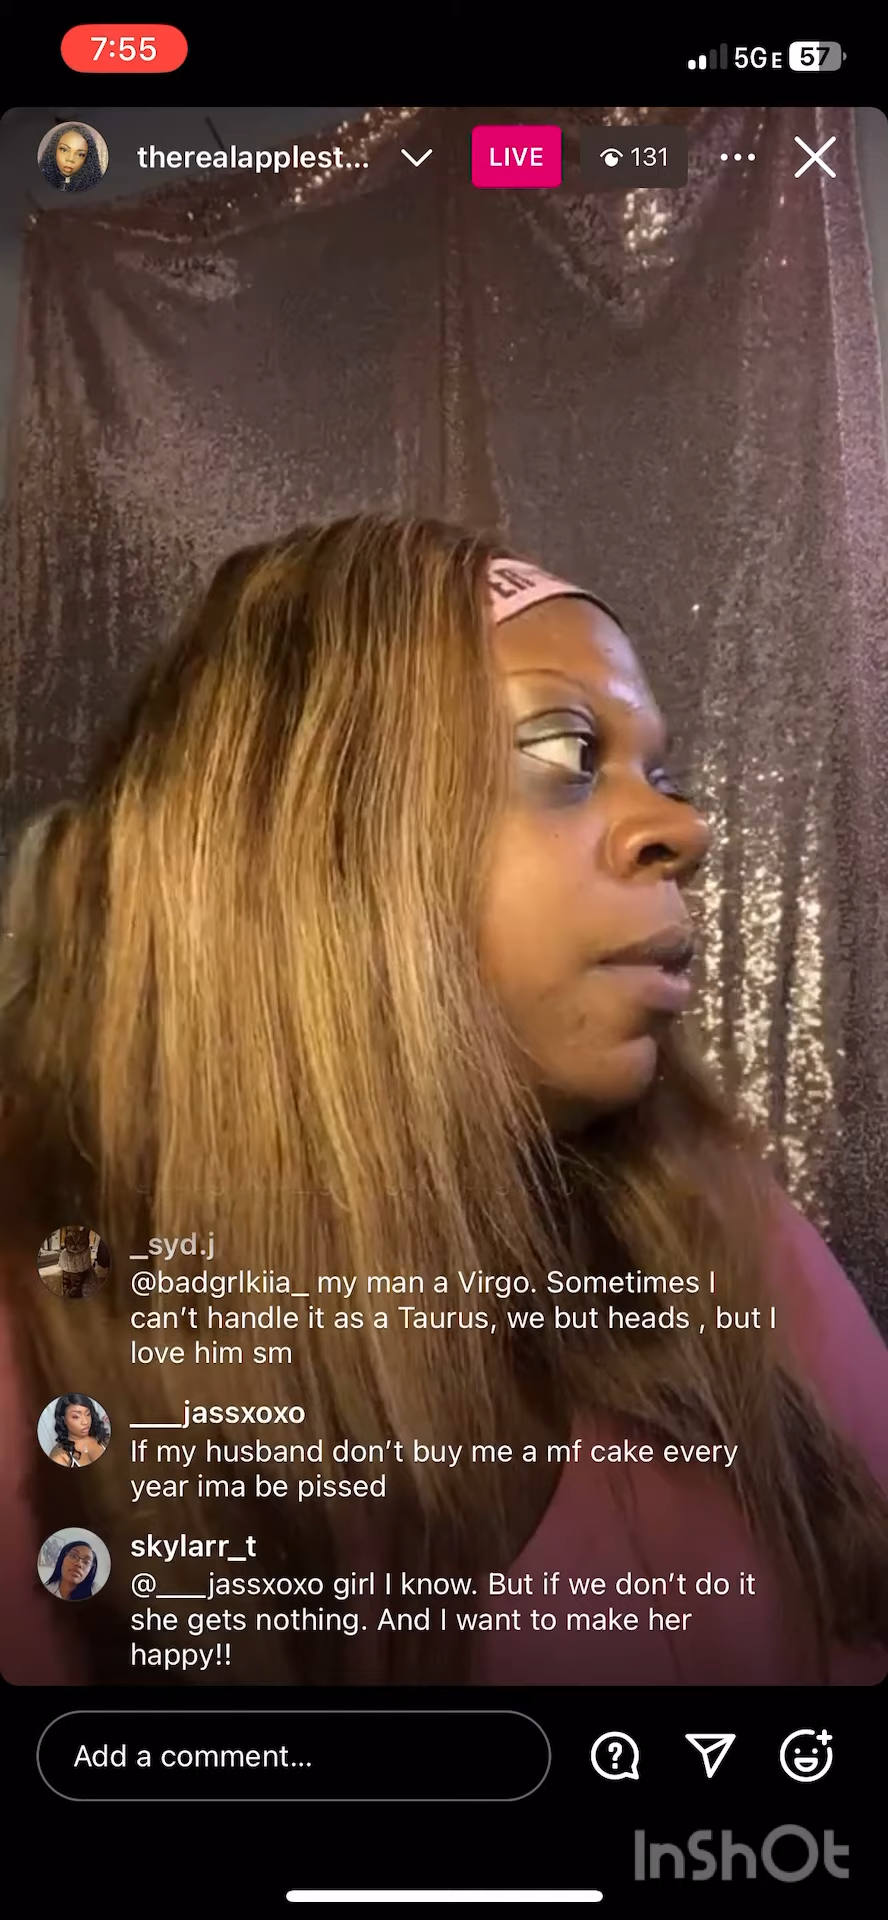 7:55
5GE 57
therealapplest...
LIVE
131
_syd.j
@badgrlkiia_ my man a Virgo. Sometimes I
can't handle it as a Taurus, we but heads , but I
love him sm
___jassxoxo
If my husband don't buy me a mf cake every
year ima be pissed
skylarr_t
@___jassxoxo girl I know. But if we don't do it
she gets nothing. And I want to make her
happy!!
Add a comment...
InShOt